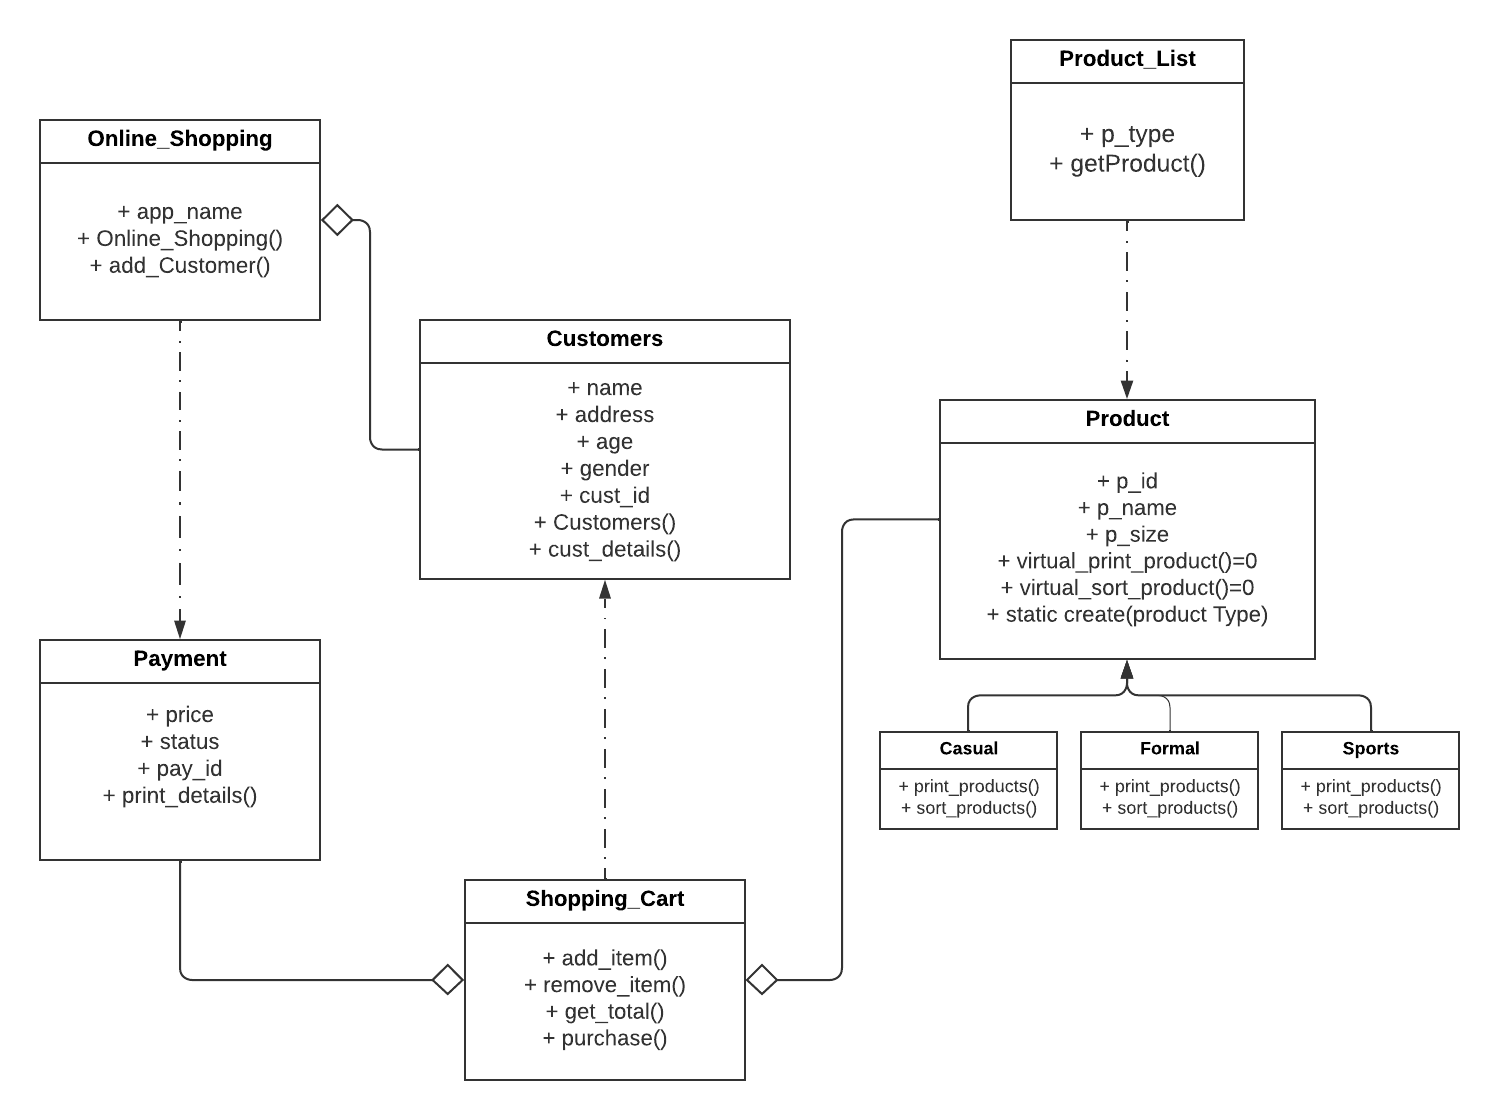 Product_List
+ p_type
+ getProduct()
Online_Shopping
+ app_name
+ Online_Shopping()
+ add_Customer()
Customers
+ name
+ address
+ age
+ gender
+ cust_id
+ Customers()
+ cust_details()
Product
+ p_id
+ p_name
+ p_size
+ virtual_print_product()=0
+ virtual_sort_product()=0
+ static create(product Type)
Payment
+ price
+ status
+ pay_id
+ print_details()
Casual
+ print_products()
+ sort_products()
Formal
+ print_products()
+ sort_products()
Sports
+ print_products()
+ sort_products()
Shopping_Cart
+ add_item()
+ remove_item()
+ get_total()
+ purchase()